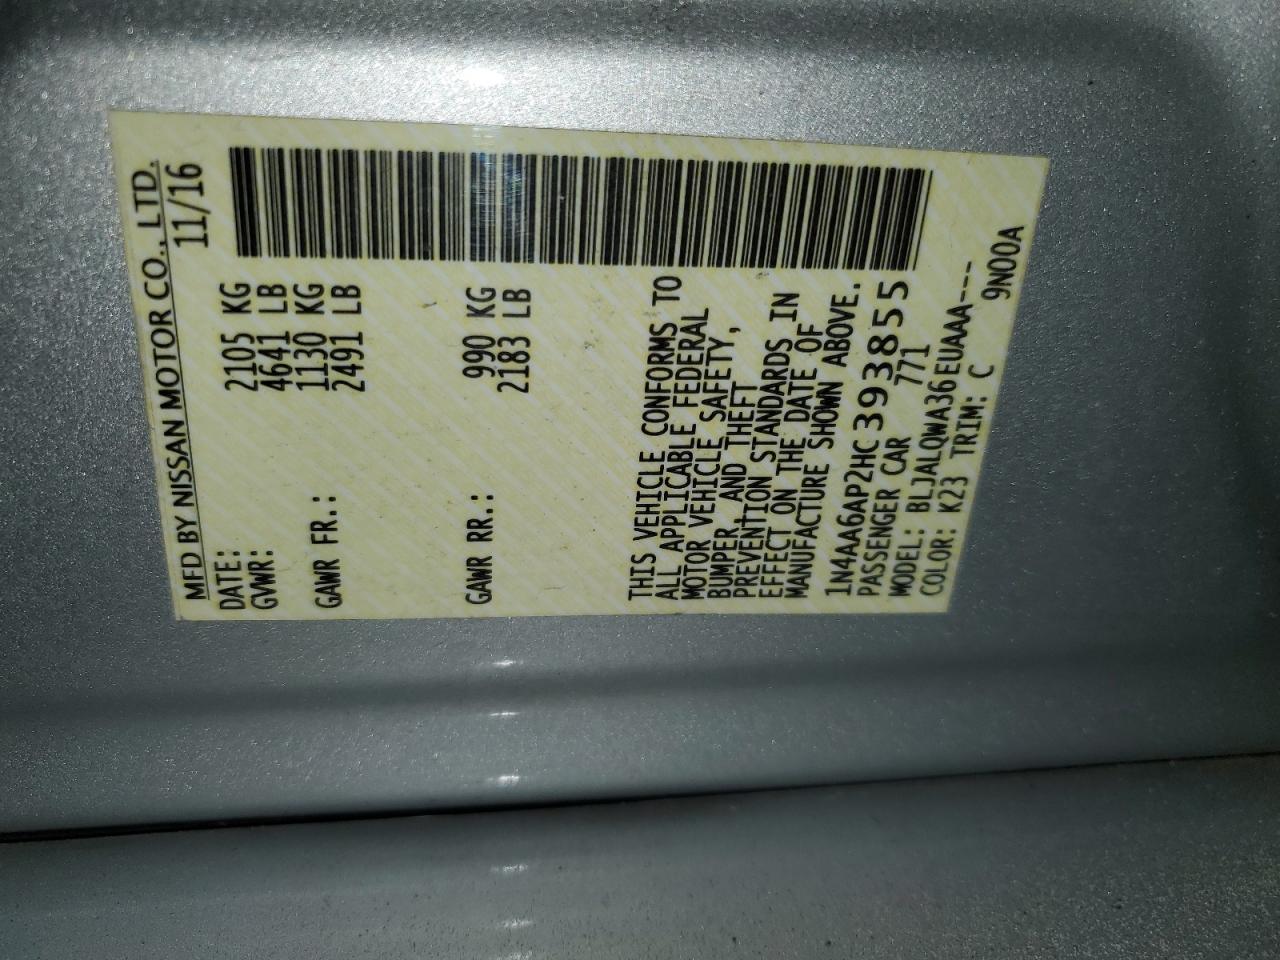 MFD BY NISSAN MOTOR CO., LTD.
DATE: 11/16
GVWR: 2105 KG
4641 LB
GAWR FR.: 1130 KG
2491 LB
GAWR RR.: 990 KG
2183 LB
THIS VEHICLE CONFORMS TO
ALL APPLICABLE FEDERAL
MOTOR VEHICLE SAFETY,
BUMPER, AND THEFT
PREVENTION STANDARDS IN
EFFECT ON THE DATE OF
MANUFACTURE SHOWN ABOVE.
1N4AA6AP2HC393855
PASSENGER CAR 771
MODEL: BLJALQWA36EUAAA---
COLOR: K23 TRIM: C 9N00A